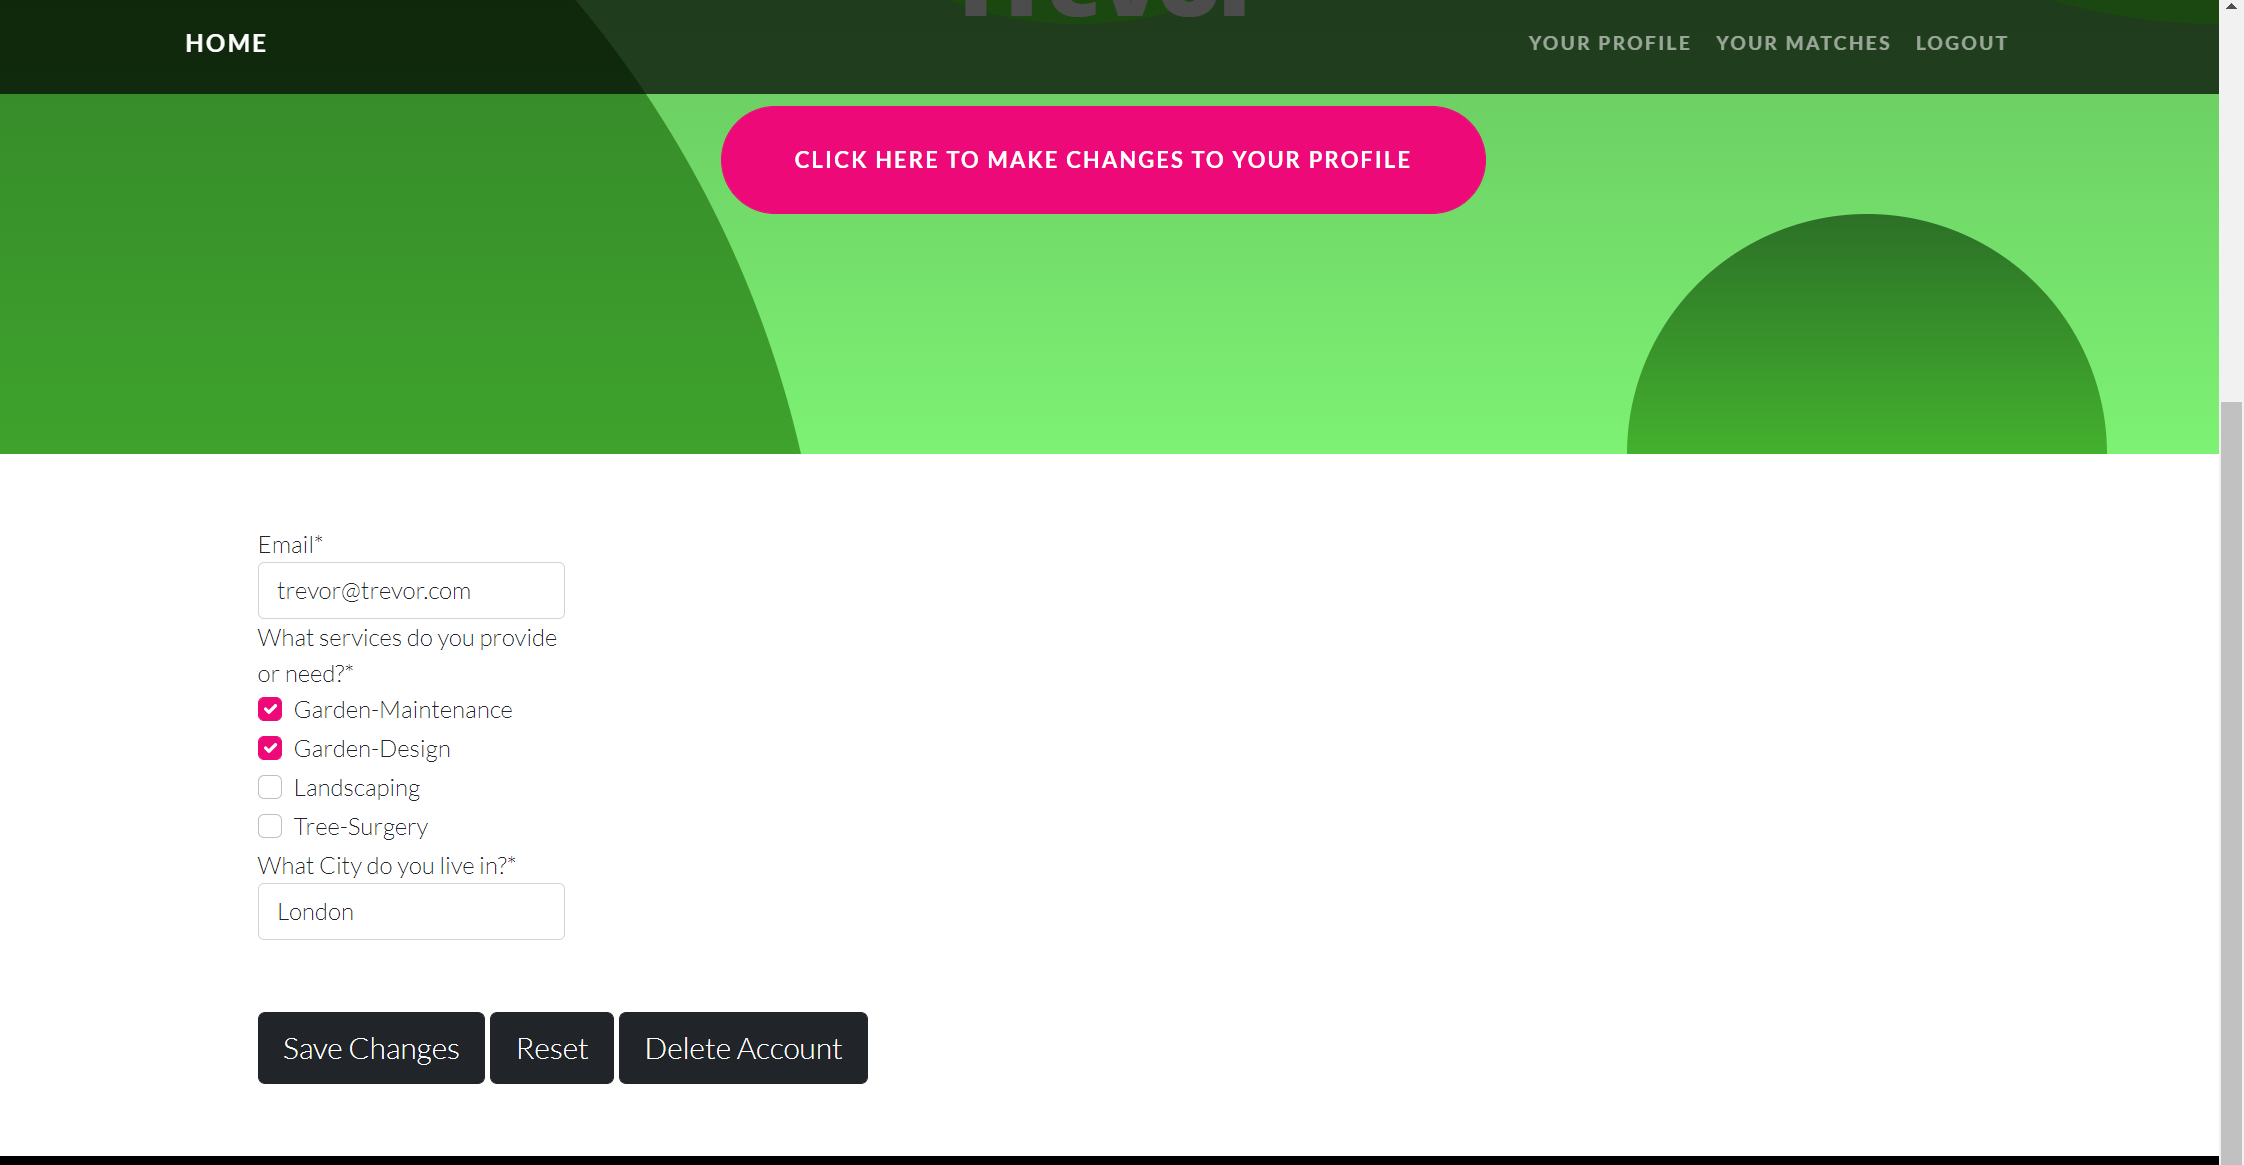 Trevor
HOME
YOUR PROFILE
YOUR MATCHES
LOGOUT
CLICK HERE TO MAKE CHANGES TO YOUR PROFILE
Email*
trevor@trevor.com
What services do you provide
or need?*
Garden-Maintenance
Garden-Design
Landscaping
Tree-Surgery
What City do you live in?*
London
Save Changes
Reset
Delete Account